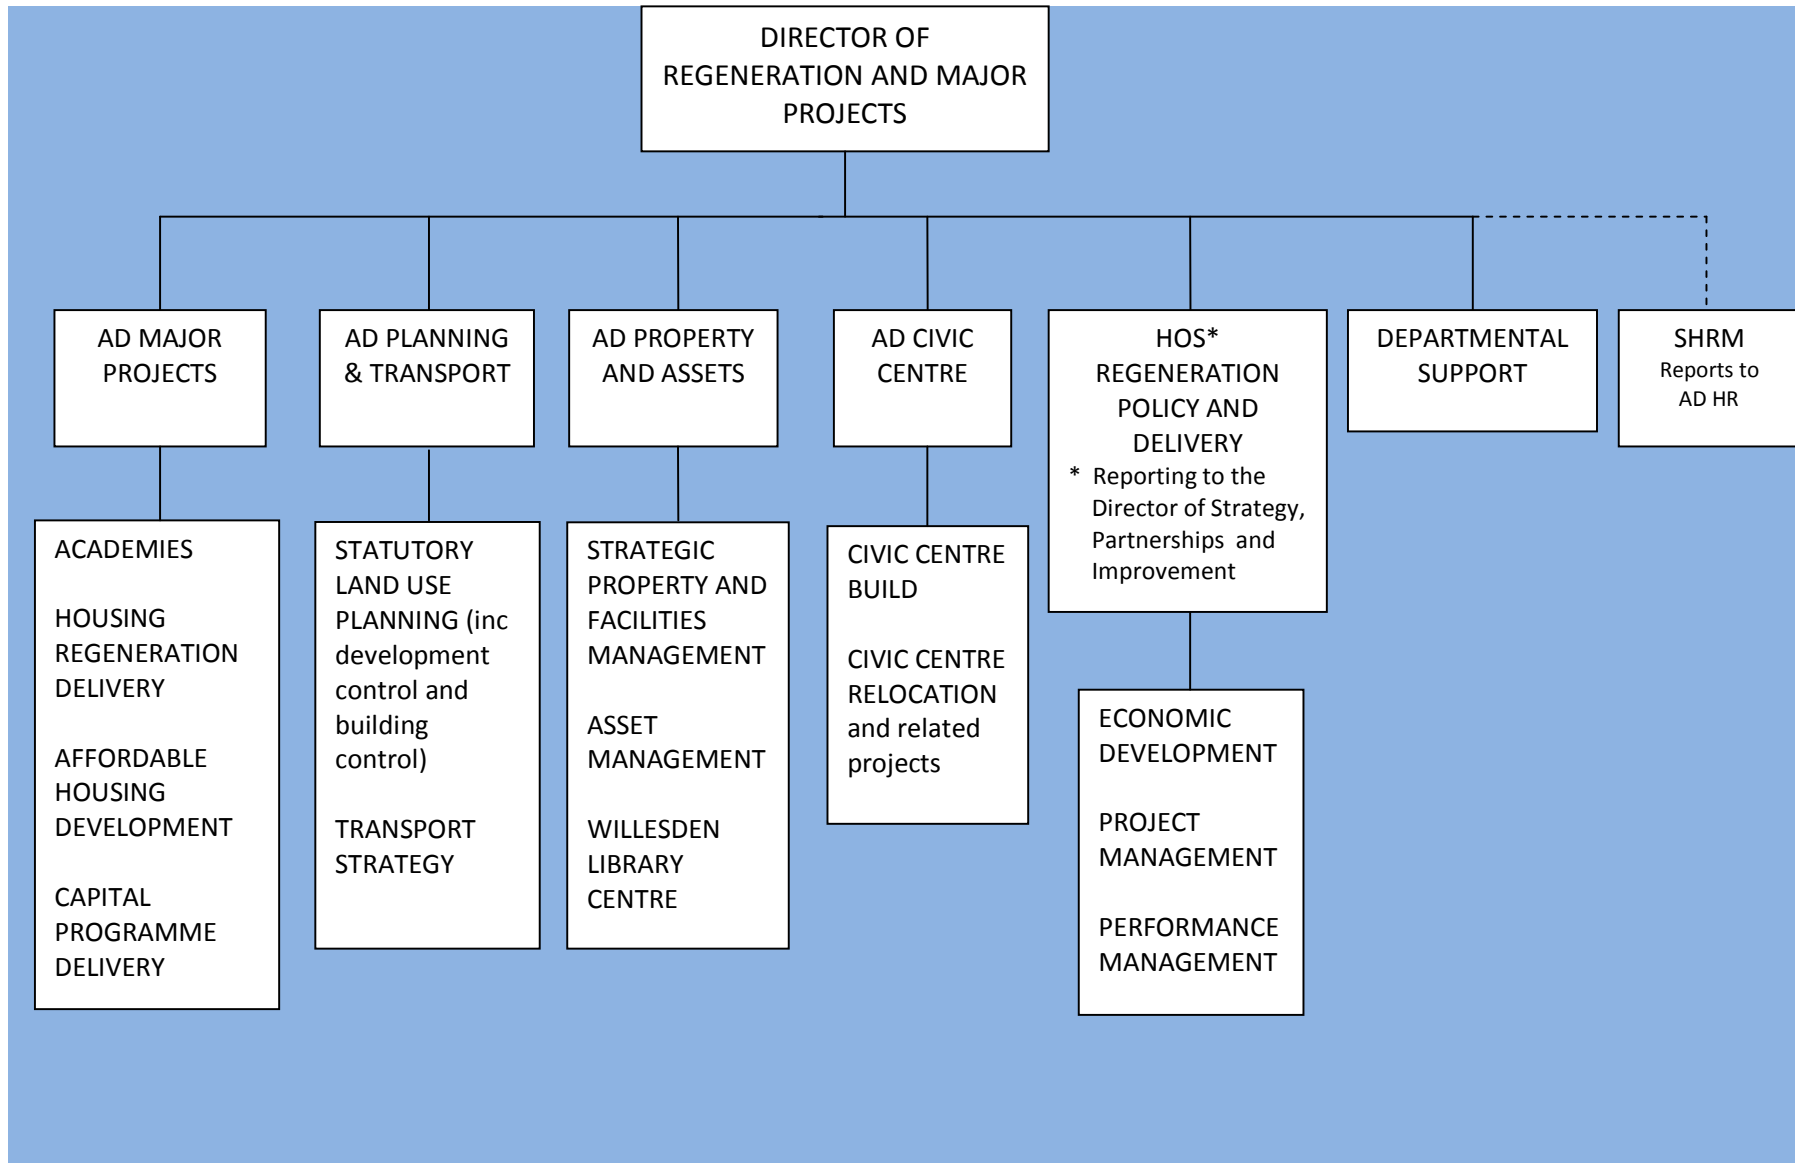 DIRECTOR OF
REGENERATION AND MAJOR
PROJECTS
AD MAJOR
PROJECTS
AD PLANNING
& TRANSPORT
AD PROPERTY
AND ASSETS
AD CIVIC
CENTRE
HOS*
REGENERATION
POLICY AND
DELIVERY
* Reporting to the
Director of Strategy,
Partnerships and
Improvement
DEPARTMENTAL
SUPPORT
SHRM
Reports to
AD HR
ACADEMIES
HOUSING
REGENERATION
DELIVERY
AFFORDABLE
HOUSING
DEVELOPMENT
CAPITAL
PROGRAMME
DELIVERY
STATUTORY
LAND USE
PLANNING (inc
development
control and
building
control)
TRANSPORT
STRATEGY
STRATEGIC
PROPERTY AND
FACILITIES
MANAGEMENT
ASSET
MANAGEMENT
WILLESDEN
LIBRARY
CENTRE
CIVIC CENTRE
BUILD
CIVIC CENTRE
RELOCATION
and related
projects
ECONOMIC
DEVELOPMENT
PROJECT
MANAGEMENT
PERFORMANCE
MANAGEMENT